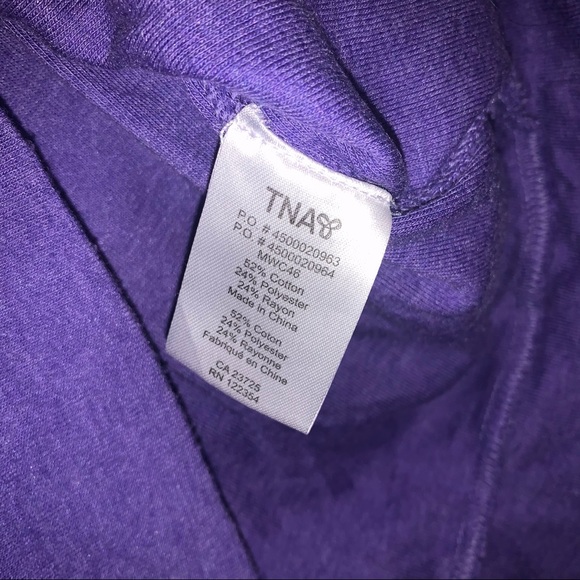 TNA
P.O. # 4500020963
P.O. # 4500020964
MWC46
52% Cotton
24% Polyester
24% Rayon
Made in China
52% Coton
24% Polyester
24% Rayonne
Fabriqué en Chine
CA 23725
RN 122354